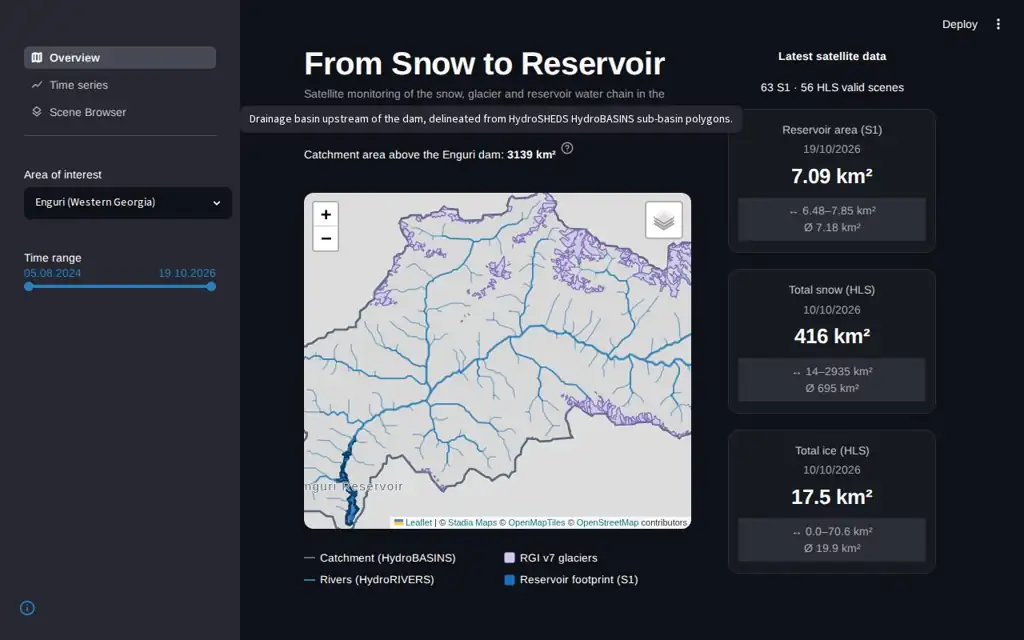 Deploy
Overview
Time series
Scene Browser
Area of interest
Enguri (Western Georgia)
Time range
05.08.2024 19.10.2026
From Snow to Reservoir
Satellite monitoring of the snow, glacier and reservoir water chain in the
Drainage basin upstream of the dam, delineated from HydroSHEDS HydroBASINS sub-basin polygons.
Catchment area above the Enguri dam: 3139 km² ?
+
−
nguri Reservoir
Leaflet | © Stadia Maps © OpenMapTiles © OpenStreetMap contributors
Catchment (HydroBASINS)
RGI v7 glaciers
Rivers (HydroRIVERS)
Reservoir footprint (S1)
Latest satellite data
63 S1 · 56 HLS valid scenes
Reservoir area (S1)
19/10/2026
7.09 km²
↔ 6.48–7.85 km²
Ø 7.18 km²
Total snow (HLS)
10/10/2026
416 km²
↔ 14–2935 km²
Ø 695 km²
Total ice (HLS)
10/10/2026
17.5 km²
↔ 0.0–70.6 km²
Ø 19.9 km²